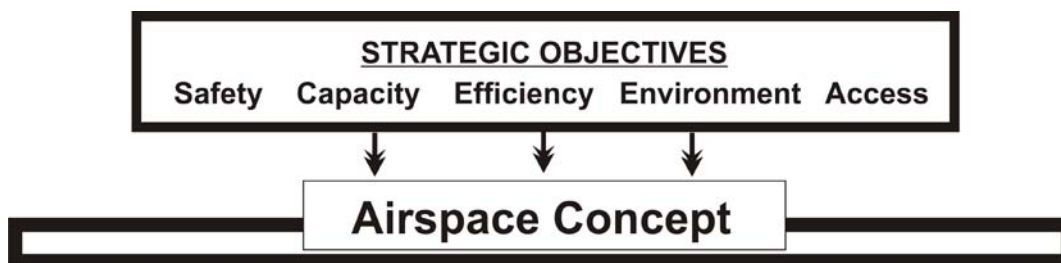 STRATEGIC OBJECTIVES
Safety Capacity Efficiency Environment Access
Airspace Concept